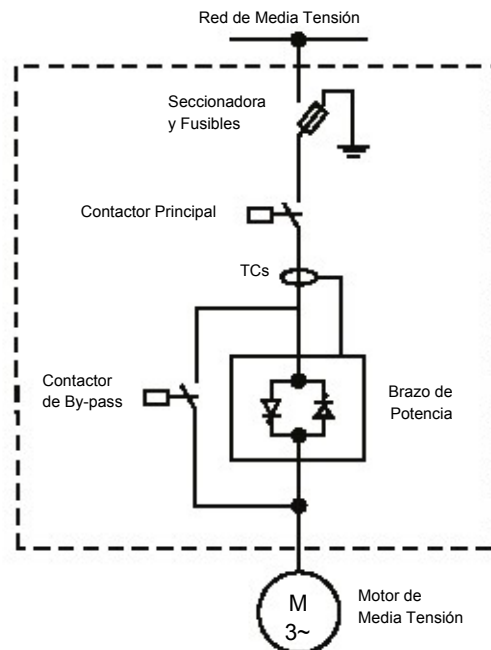 Red de Media Tensión
Seccionadora
y Fusibles
Contactor Principal
TCs
Contactor
de By-pass
Brazo de
Potencia
M
3~
Motor de
Media Tensión